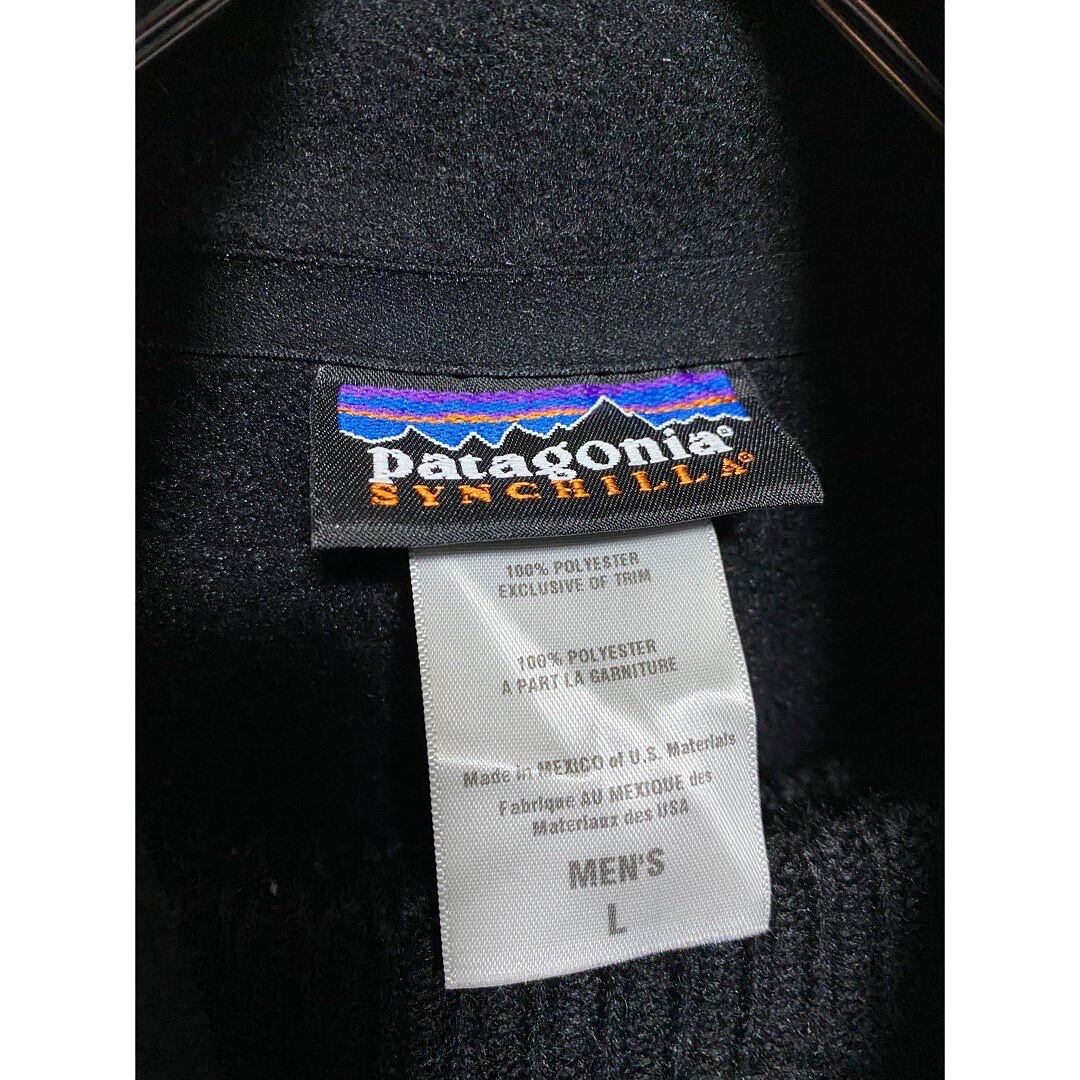 patagonia®
SYNCHILLA®
100% POLYESTER
EXCLUSIVE OF TRIM
100% POLYESTER
A PART LA GARNITURE
Made in MEXICO of U.S. Materials
Fabrique AU MEXIQUE des
Materiaux des USA
MEN'S
L